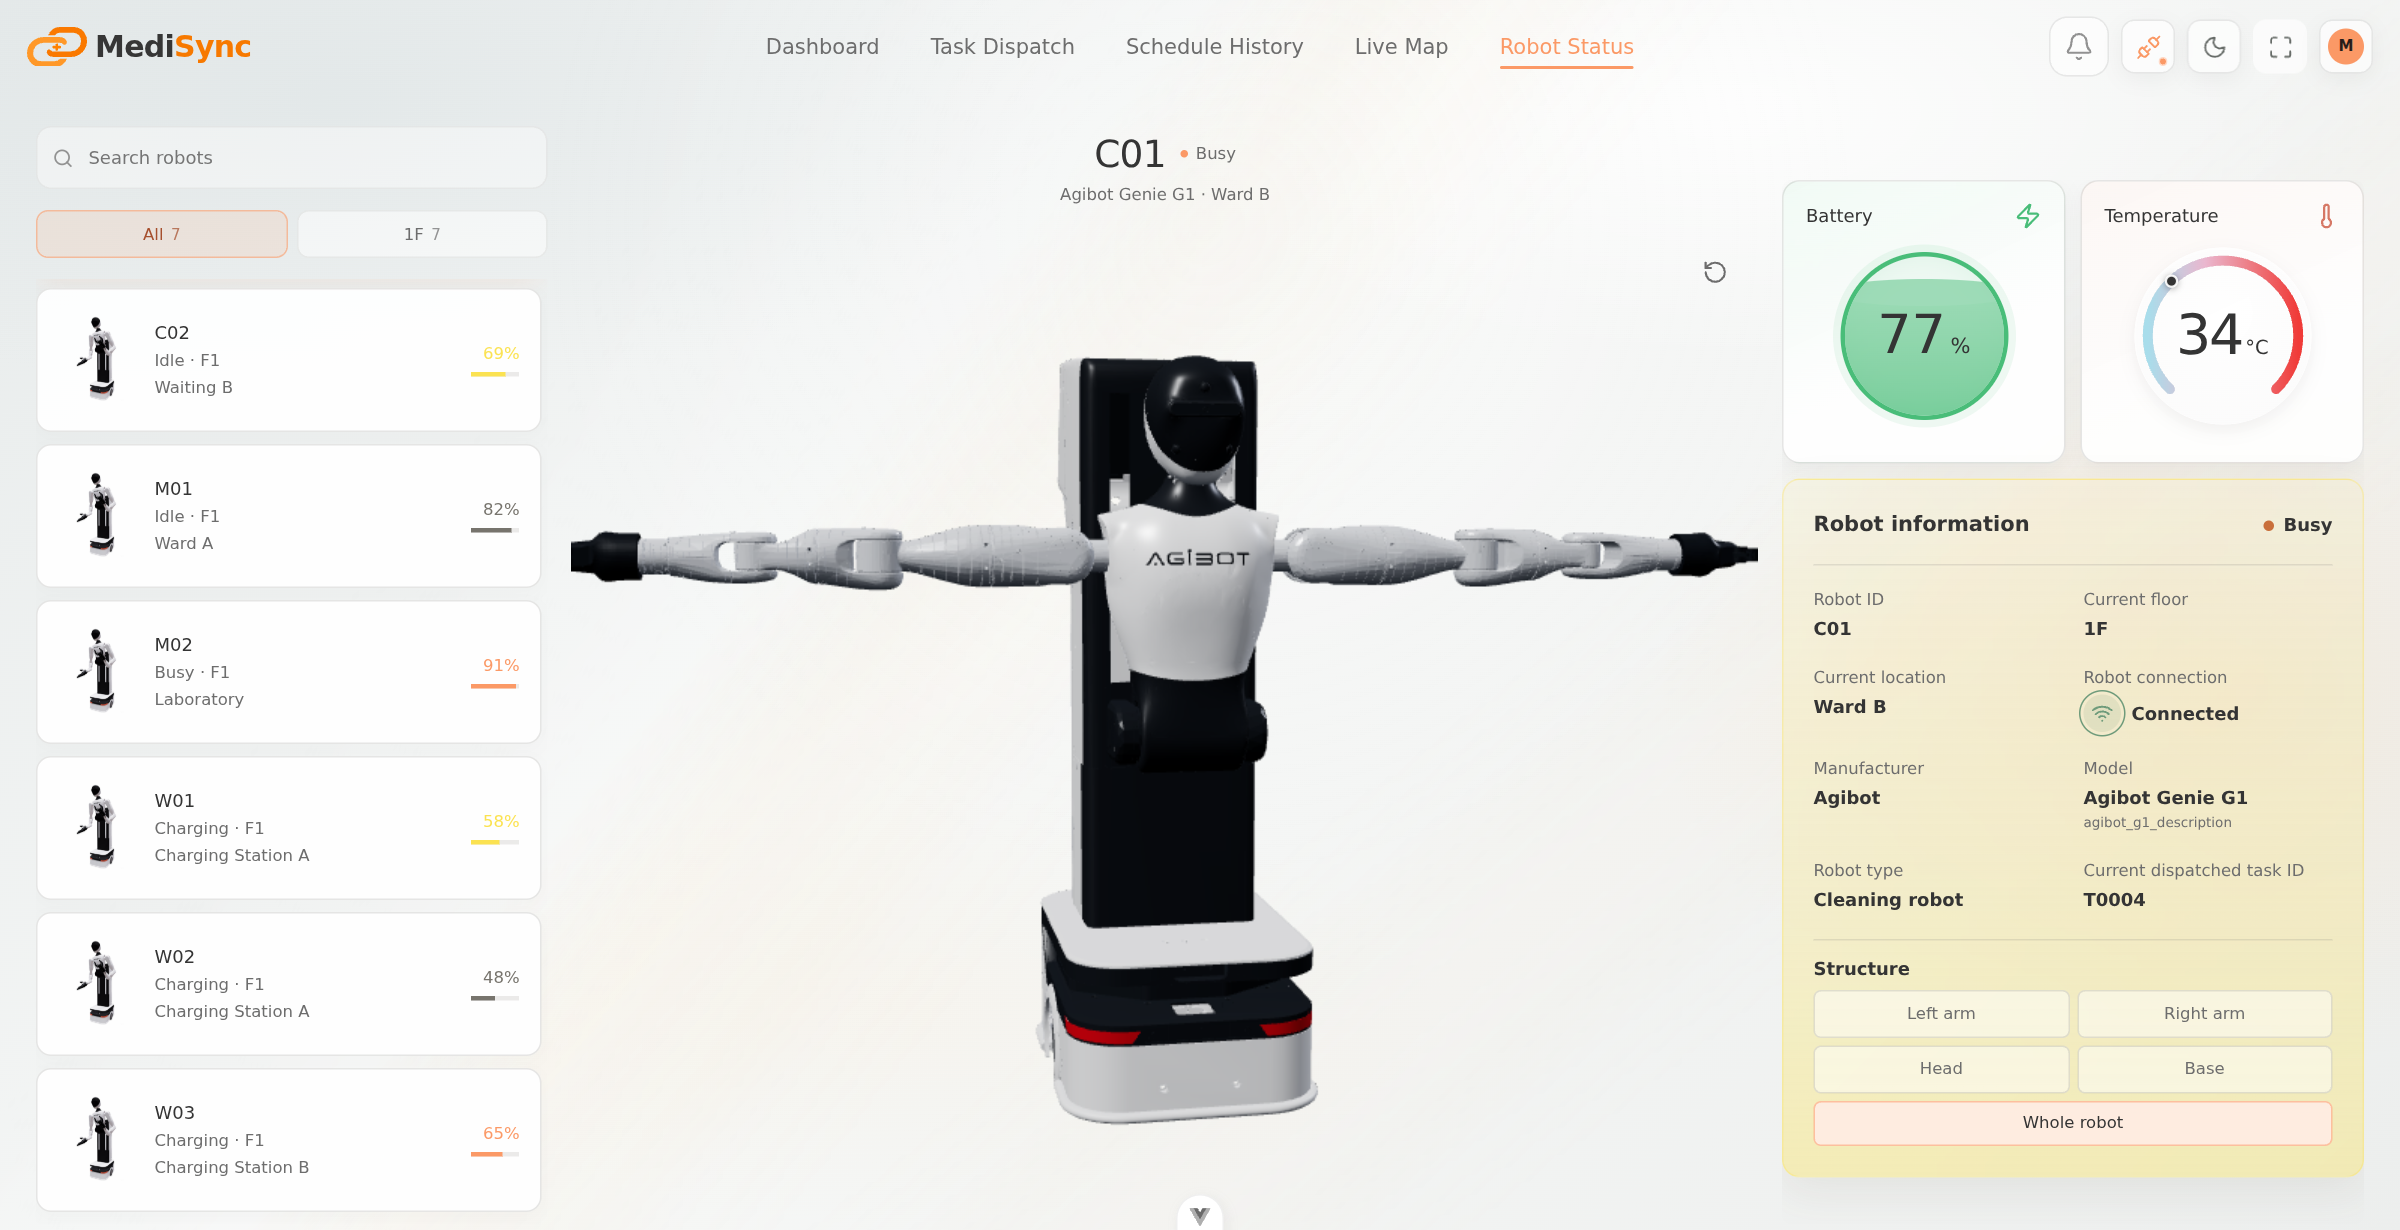 MediSync
Dashboard
Task Dispatch
Schedule History
Live Map
Robot Status
M
Search robots
All 7
1F 7
C02
Idle · F1
Waiting B
69%
M01
Idle · F1
Ward A
82%
M02
Busy · F1
Laboratory
91%
W01
Charging · F1
Charging Station A
58%
W02
Charging · F1
Charging Station A
48%
W03
Charging · F1
Charging Station B
65%
C01
Busy
Agibot Genie G1 · Ward B
AGIBOT
Battery
77%
Temperature
34°C
Robot information
Busy
Robot ID
C01
Current floor
1F
Current location
Ward B
Robot connection
Connected
Manufacturer
Agibot
Model
Agibot Genie G1
agibot_g1_description
Robot type
Cleaning robot
Current dispatched task ID
T0004
Structure
Left arm
Right arm
Head
Base
Whole robot